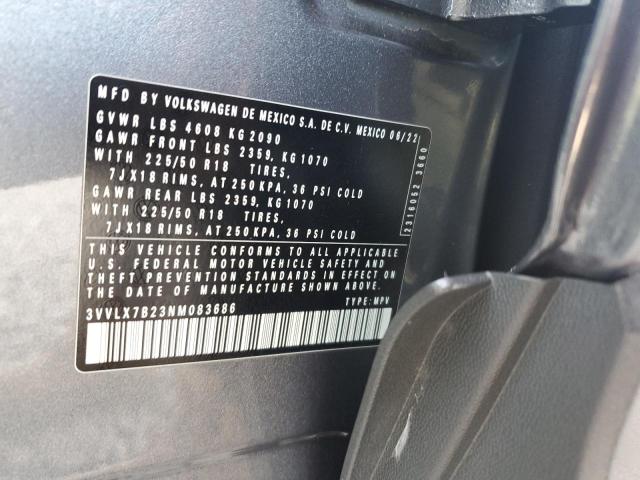 MFD BY VOLKSWAGEN DE MEXICO S.A. DE C.V. MEXICO 06/22
GVWR LBS 4608 KG 2090
GAWR FRONT LBS 2359, KG 1070
WITH 225/50 R18 TIRES,
7JX18 RIMS, AT 250 KPA, 36 PSI COLD
GAWR REAR LBS 2359, KG 1070
WITH 225/50 R18 TIRES,
7JX18 RIMS, AT 250 KPA, 36 PSI COLD
2316052 3660
THIS VEHICLE CONFORMS TO ALL APPLICABLE
U.S. FEDERAL MOTOR VEHICLE SAFETY AND
THEFT PREVENTION STANDARDS IN EFFECT ON
THE DATE OF MANUFACTURE SHOWN ABOVE.
3VVLX7B23NM083686 TYPE: MPV